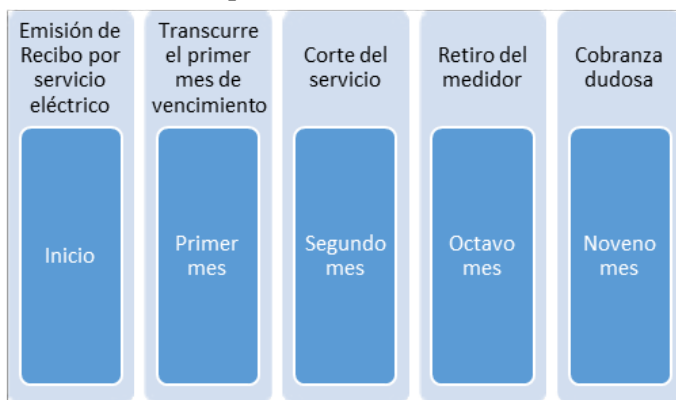 Emisión de
Recibo por
servicio
eléctrico
Inicio
Transcurre
el primer
mes de
vencimiento
Primer
mes
Corte del
servicio
Segundo
mes
Retiro del
medidor
Octavo
mes
Cobranza
dudosa
Noveno
mes